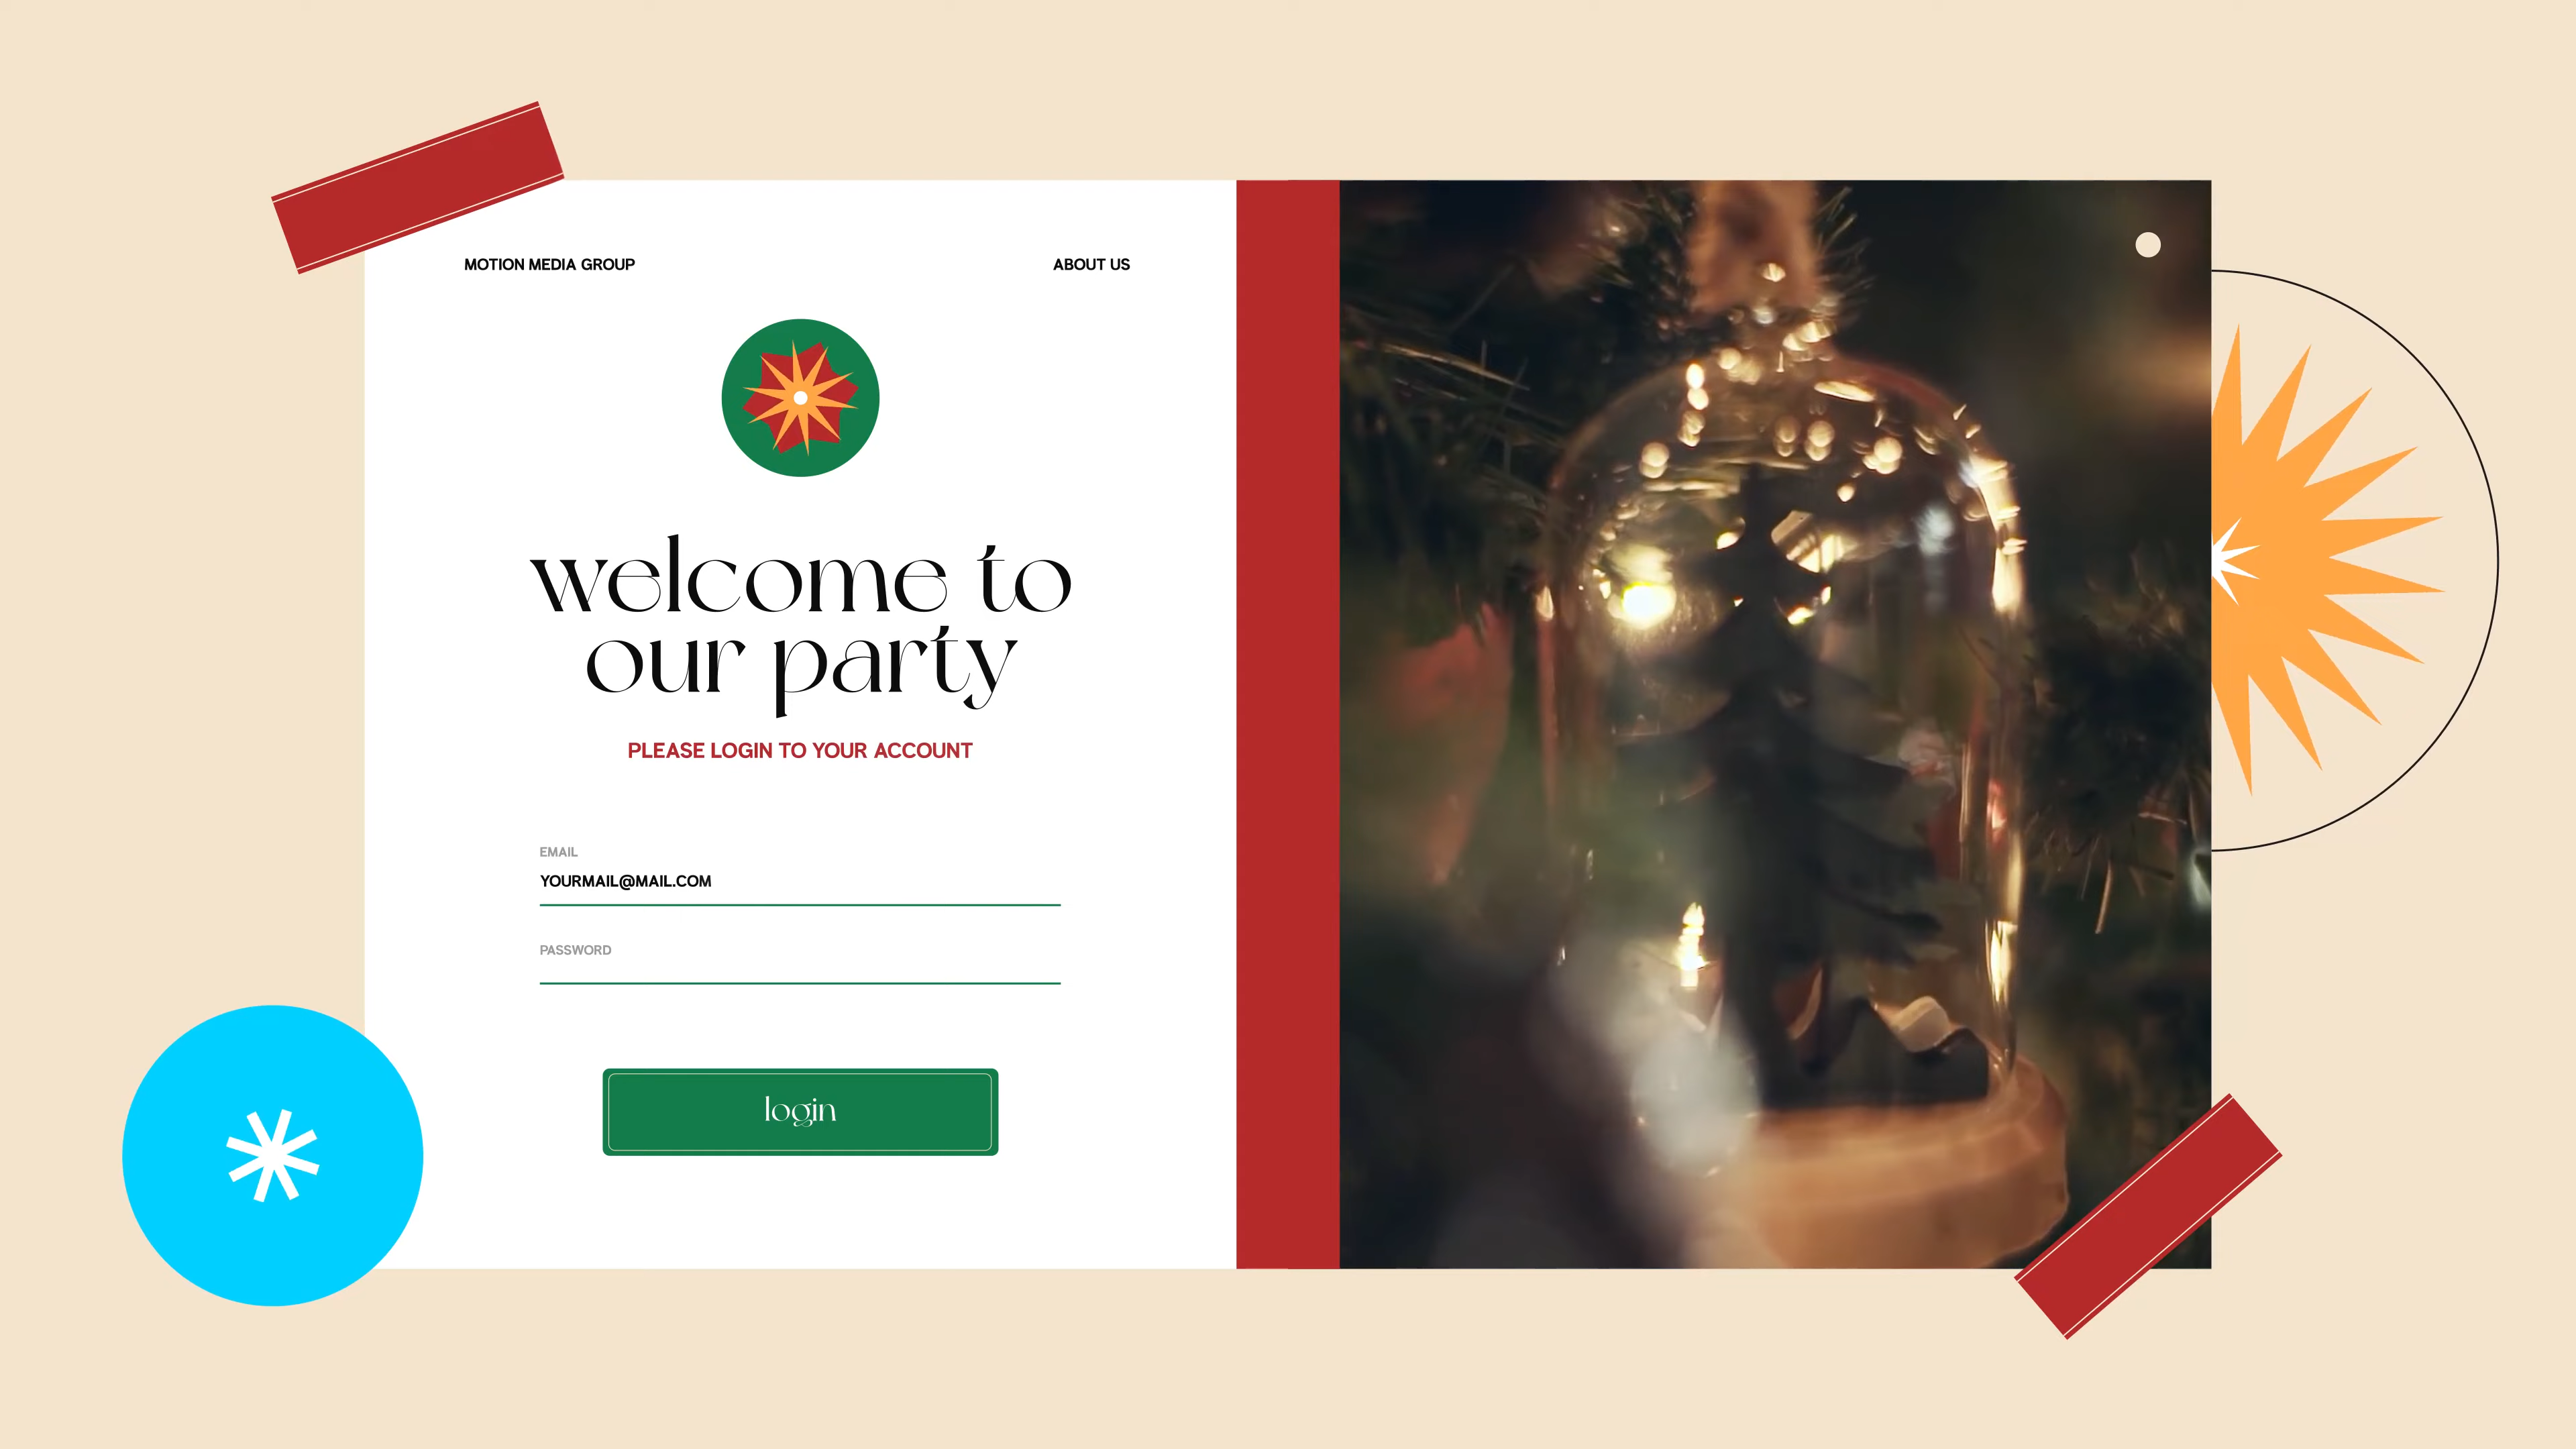 MOTION MEDIA GROUP
ABOUT US
welcome to
our party
PLEASE LOGIN TO YOUR ACCOUNT
EMAIL
YOURMAIL@MAIL.COM
PASSWORD
login